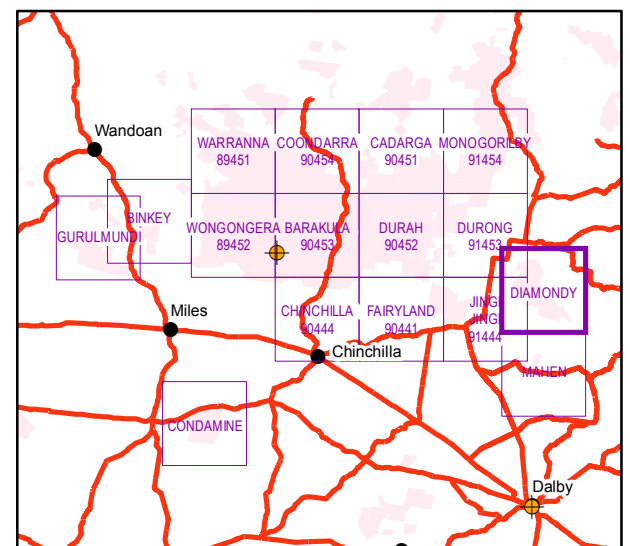 Wandoan
WARRANNA
89451
COONDARRA
90454
CADARGA
90451
MONOGORILBY
91454
BINKEY
GURULMUNDI
WONGONGERA
89452
BARAKULA
90453
DURAH
90452
DURONG
91453
DIAMONDY
Miles
CHINCHILLA
90444
FAIRYLAND
90441
JINGI
JINGI
91444
Chinchilla
MAHEN
CONDAMINE
Dalby